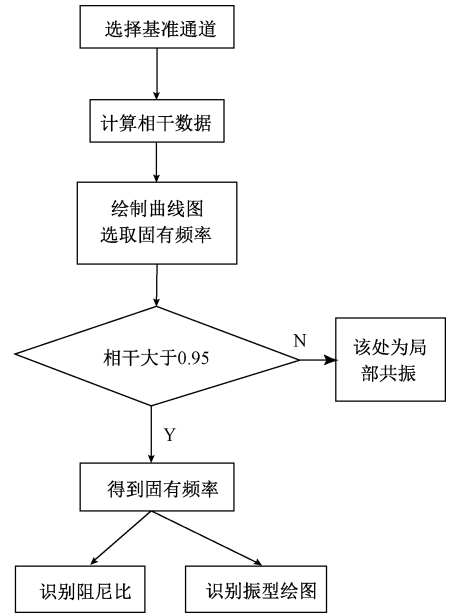 选择基准通道
计算相干数据
绘制曲线图
选取固有频率
相干大于0.95
N
该处为局
部共振
Y
得到固有频率
识别阻尼比
识别振型绘图